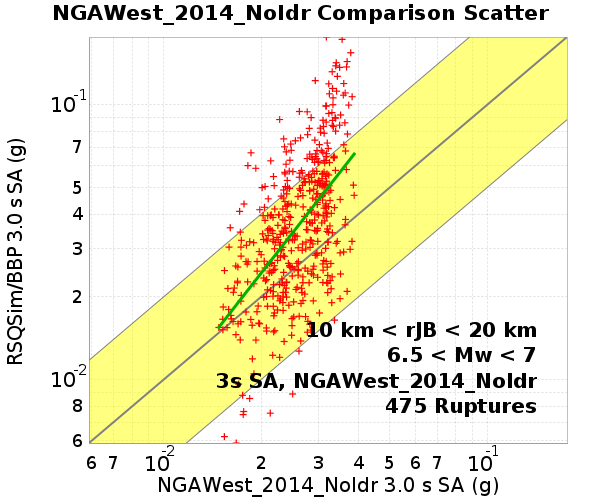 NGAWest_2014_NoIdr Comparison Scatter
RSQSim/BBP 3.0 s SA (g)
10⁻¹
7
5
4
3
2
10⁻²
8
6
10 km < rJB < 20 km
6.5 < Mw < 7
3s SA, NGAWest_2014_NoIdr
475 Ruptures
6 7 10⁻² 2 3 4 5 6 7 8 10⁻¹
NGAWest_2014_NoIdr 3.0 s SA (g)